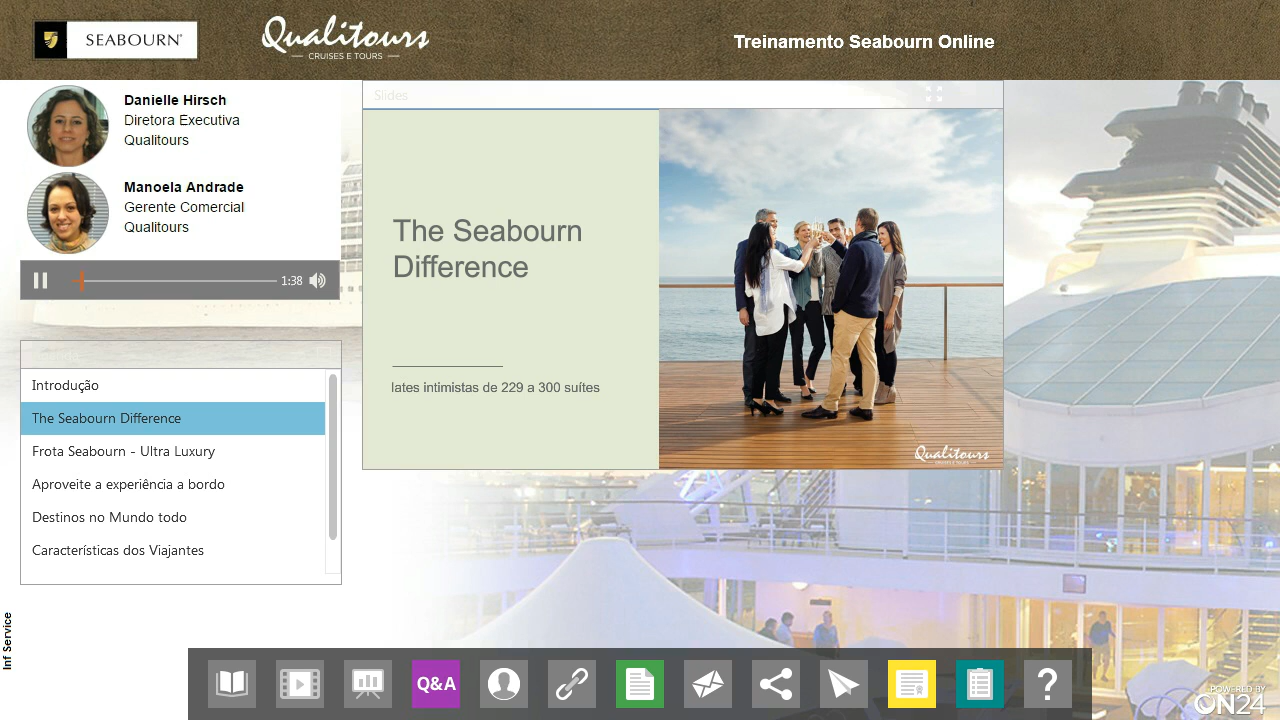 SEABOURN
Qualitours
CRUISES E TOURS
Treinamento Seabourn Online
Danielle Hirsch
Diretora Executiva
Qualitours
Manoela Andrade
Gerente Comercial
Qualitours
1:38
Slides
The Seabourn
Difference
Iates intimistas de 229 a 300 suítes
Qualitours
CRUISES E TOURS
Introdução
The Seabourn Difference
Frota Seabourn - Ultra Luxury
Aproveite a experiência a bordo
Destinos no Mundo todo
Características dos Viajantes
Inf Service
Q&A
?
POWERED BY
ON24